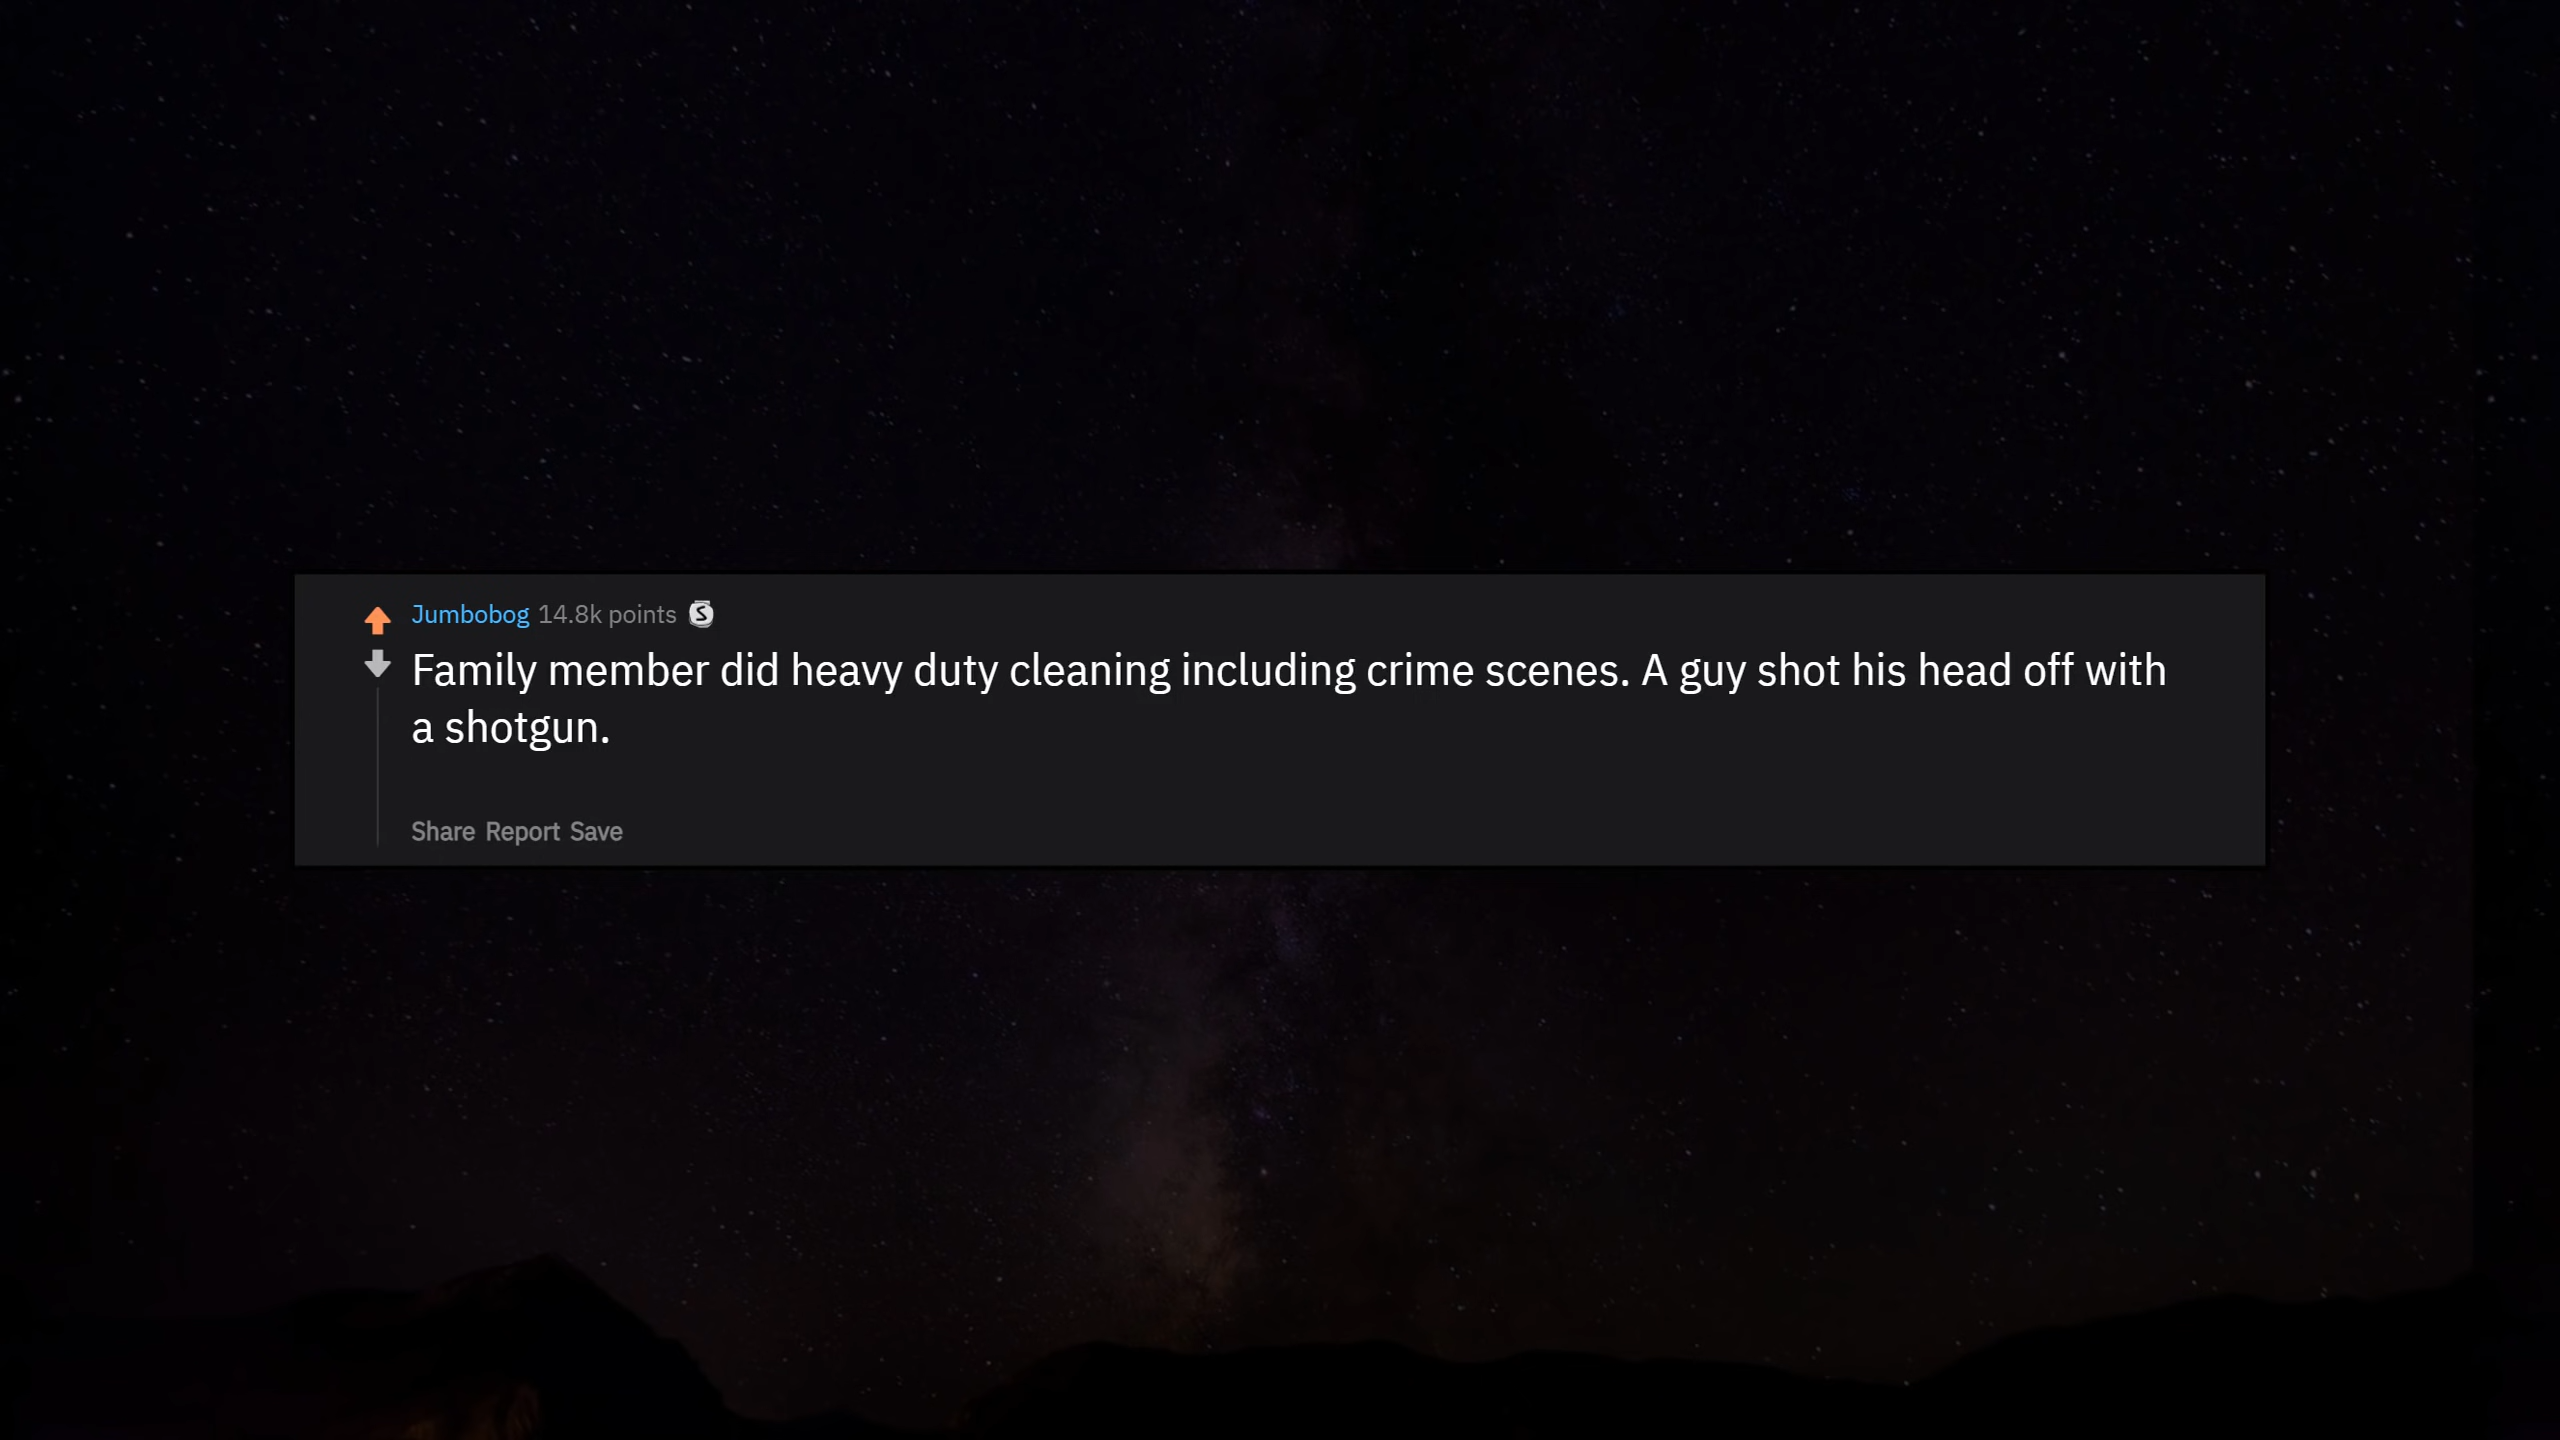 Jumbobog 14.8k points S
Family member did heavy duty cleaning including crime scenes. A guy shot his head off with
a shotgun.
Share Report Save